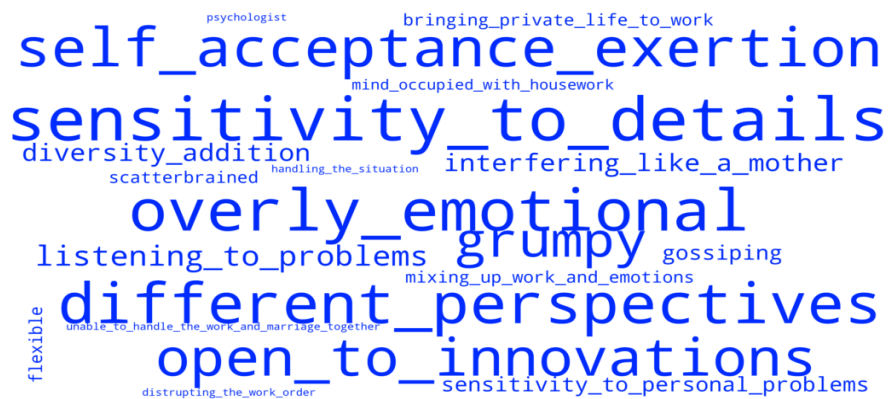 psychologist
bringing_private_life_to_work
self_acceptance_exertion
mind_occupied_with_housework
sensitivity_to_details
diversity_addition
interfering_like_a_mother
handling_the_situation
scatterbrained
overly_emotional
grumpy
listening_to_problems
gossiping
mixing_up_work_and_emotions
different_perspectives
unable_to_handle_the_work_and_marriage_together
flexible
open_to_innovations
sensitivity_to_personal_problems
distrupting_the_work_order